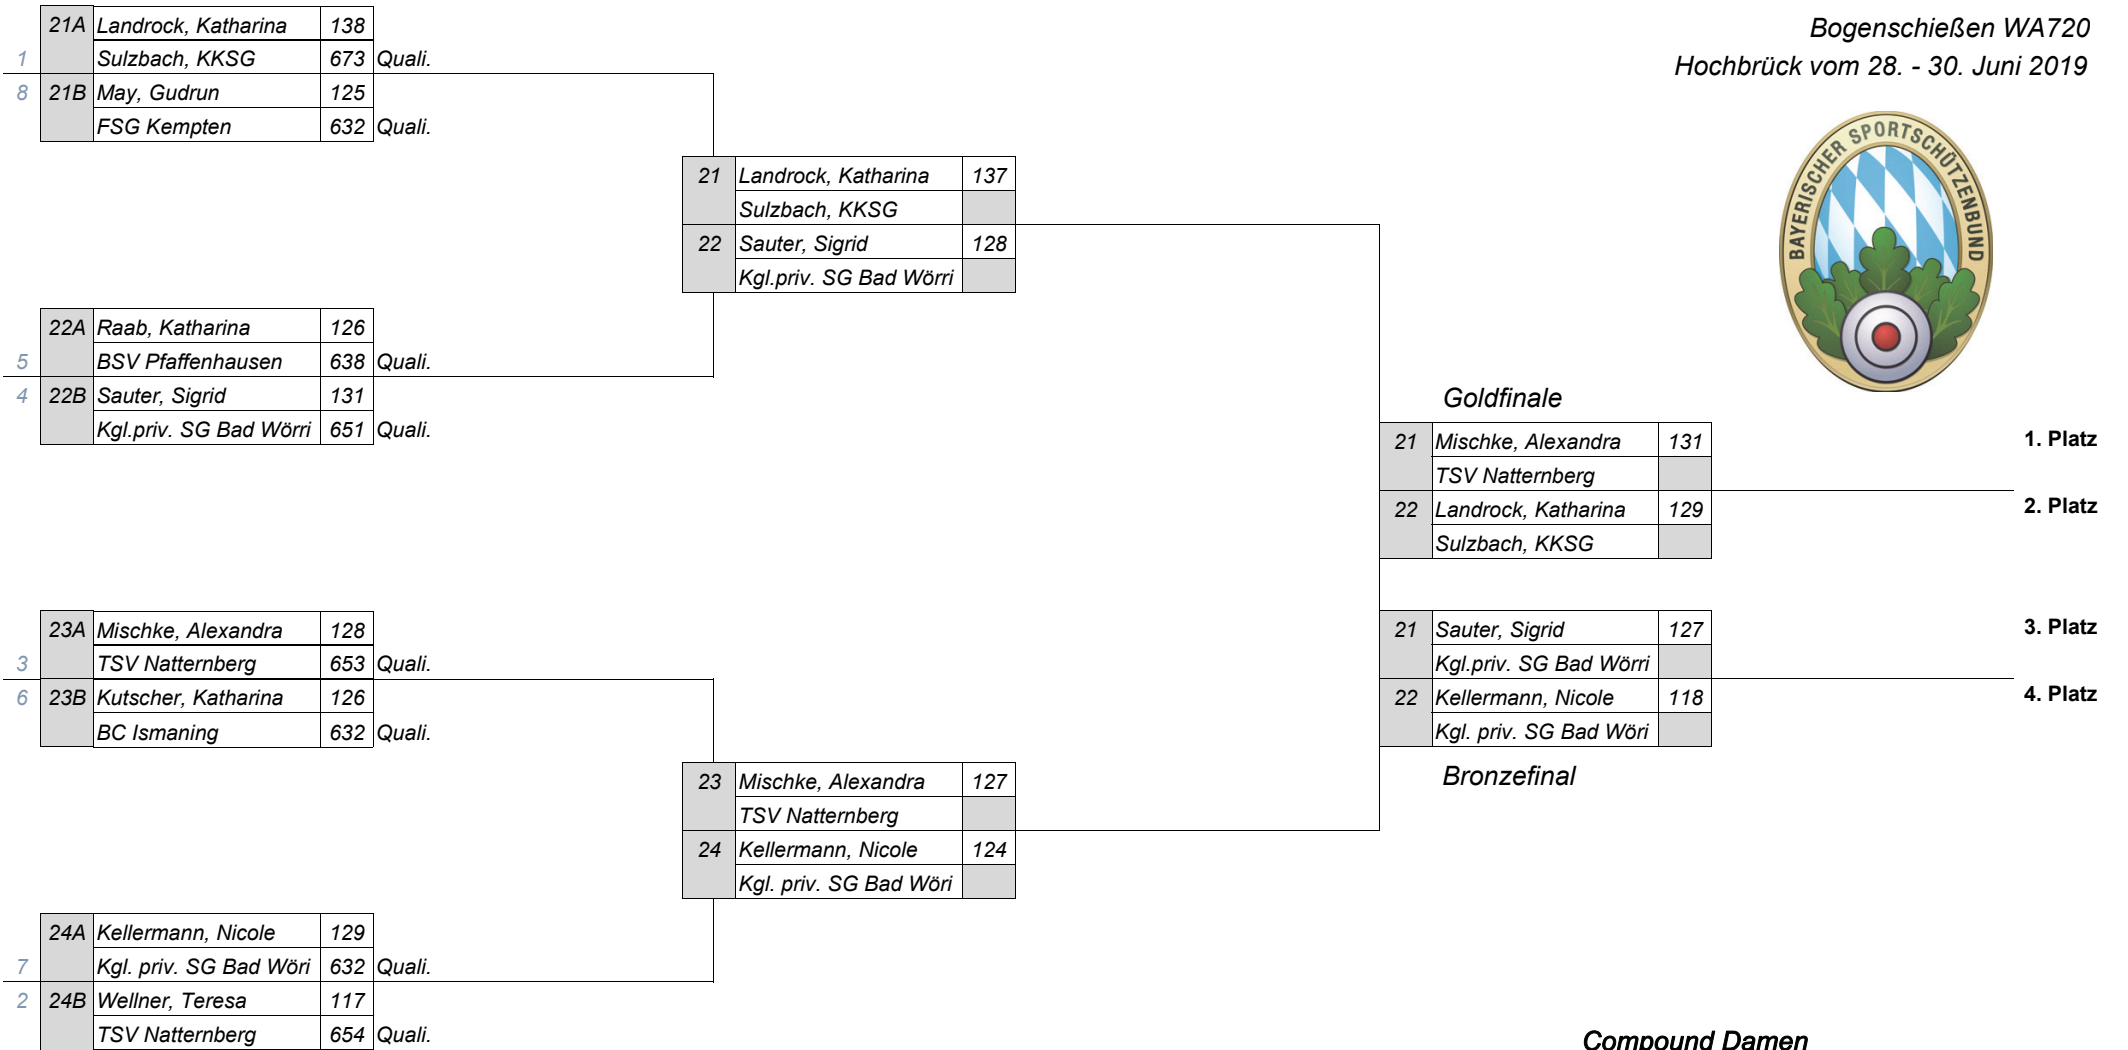 Bogenschießen WA720
Hochbrück vom 28. - 30. Juni 2019
BAYERISCHER SPORTSCHÜTZENBUND
21A Landrock, Katharina 138
1 Sulzbach, KKSG 673 Quali.
8 21B May, Gudrun 125
FSG Kempten 632 Quali.
21 Landrock, Katharina 137
Sulzbach, KKSG
22 Sauter, Sigrid 128
Kgl.priv. SG Bad Wörri
22A Raab, Katharina 126
5 BSV Pfaffenhausen 638 Quali.
4 22B Sauter, Sigrid 131
Kgl.priv. SG Bad Wörri 651 Quali.
Goldfinale
21 Mischke, Alexandra 131 1. Platz
TSV Natternberg
22 Landrock, Katharina 129 2. Platz
Sulzbach, KKSG
23A Mischke, Alexandra 128
3 TSV Natternberg 653 Quali.
6 23B Kutscher, Katharina 126
BC Ismaning 632 Quali.
21 Sauter, Sigrid 127 3. Platz
Kgl.priv. SG Bad Wörri
22 Kellermann, Nicole 118 4. Platz
Kgl. priv. SG Bad Wöri
Bronzefinal
23 Mischke, Alexandra 127
TSV Natternberg
24 Kellermann, Nicole 124
Kgl. priv. SG Bad Wöri
24A Kellermann, Nicole 129
7 Kgl. priv. SG Bad Wöri 632 Quali.
2 24B Wellner, Teresa 117
TSV Natternberg 654 Quali.
Compound Damen